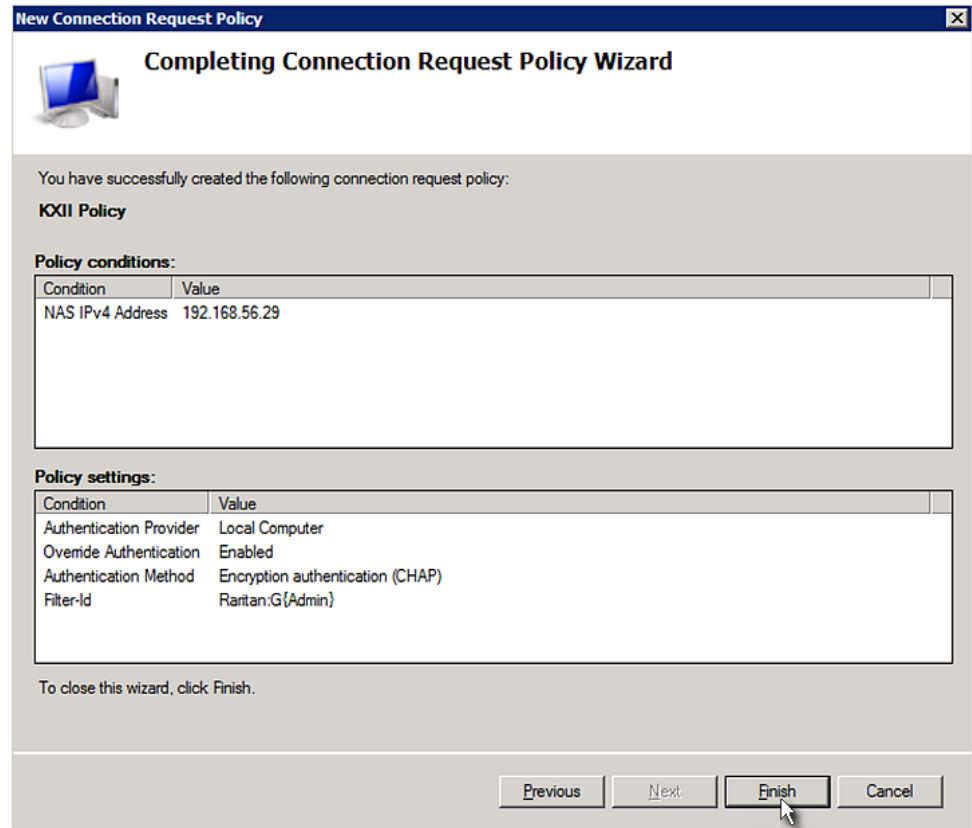 New Connection Request Policy
Completing Connection Request Policy Wizard
You have successfully created the following connection request policy:
KXII Policy
Policy conditions:
Condition Value
NAS IPv4 Address 192.168.56.29
Policy settings:
Condition Value
Authentication Provider Local Computer
Override Authentication Enabled
Authentication Method Encryption authentication (CHAP)
Filter-Id Raritan:G{Admin}
To close this wizard, click Finish.
Previous Next Finish Cancel